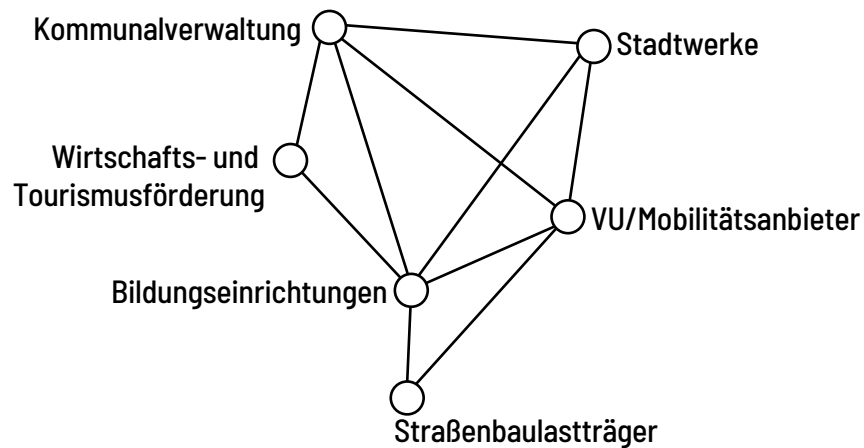 Kommunalverwaltung
Stadtwerke
Wirtschafts- und
Tourismusförderung
VU/Mobilitätsanbieter
Bildungseinrichtungen
Straßenbaulastträger